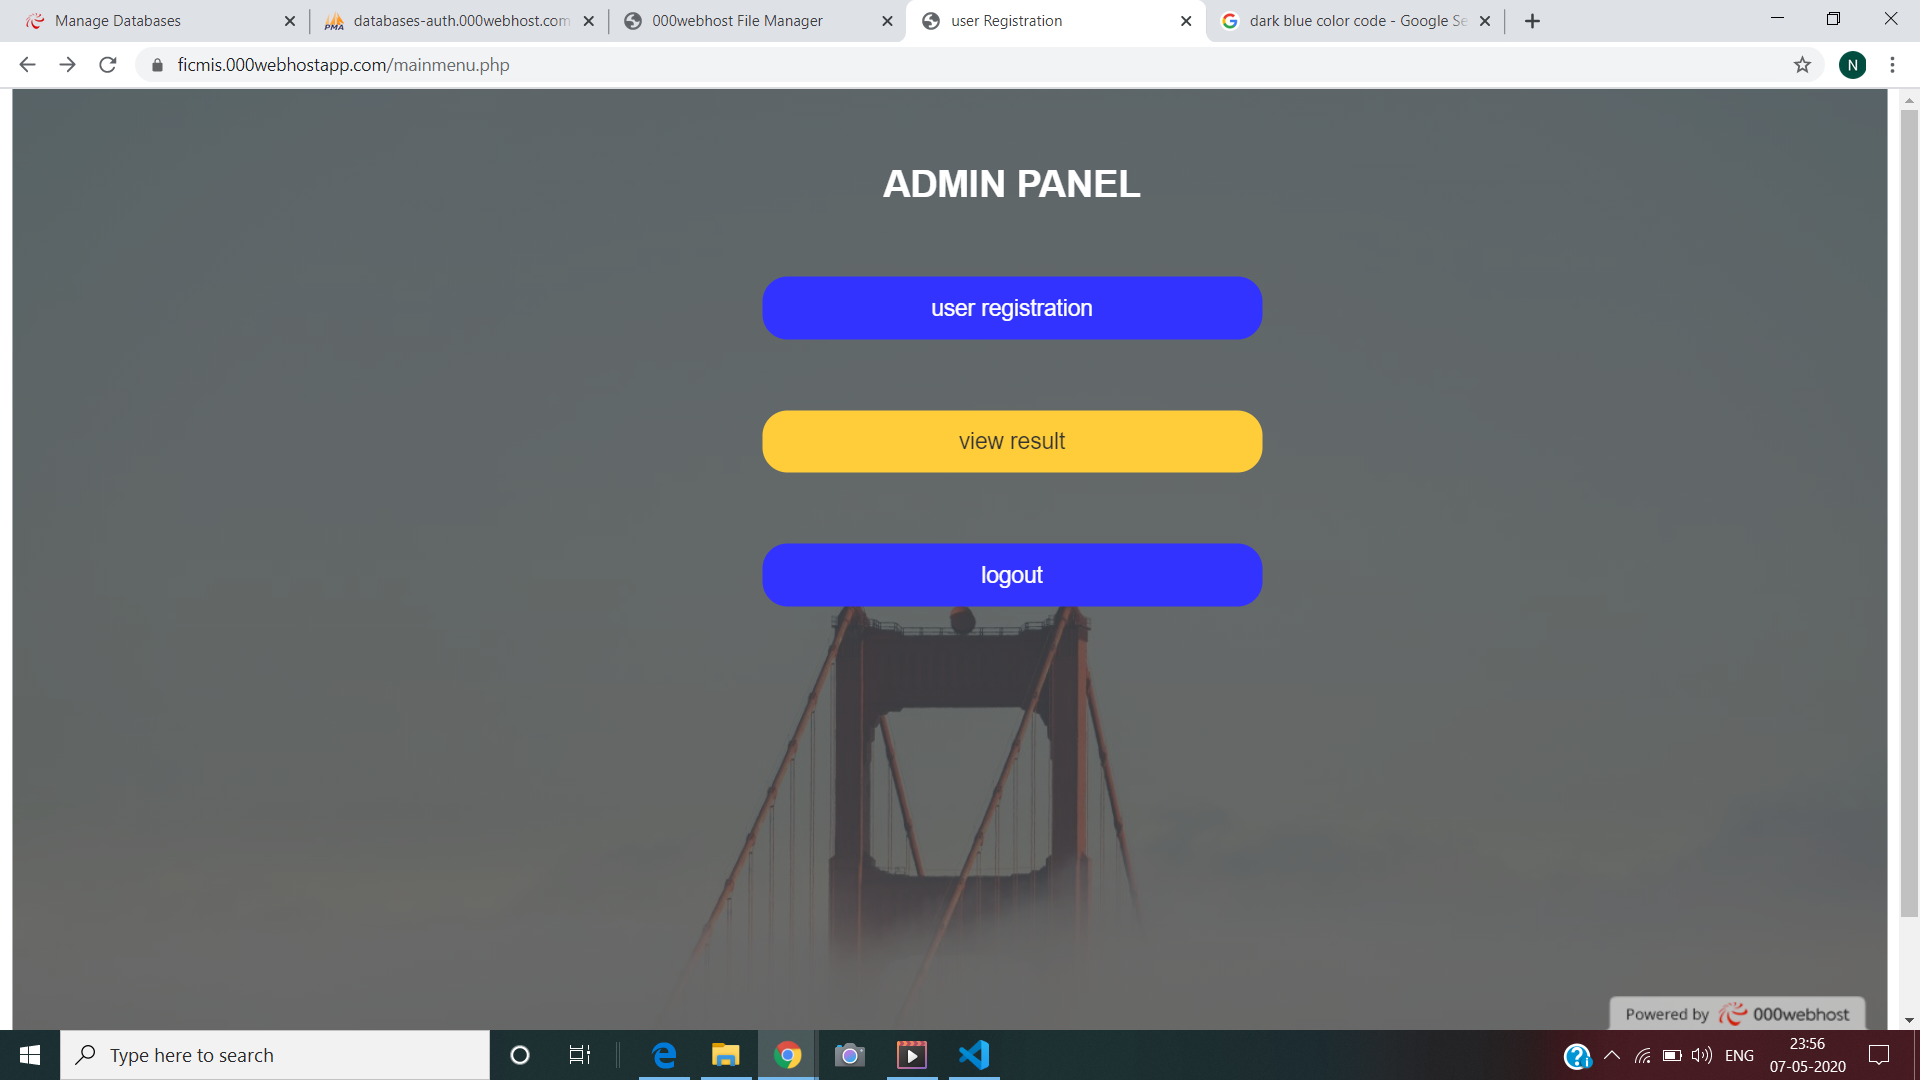 Manage Databases
databases-auth.000webhost.com
000webhost File Manager
user Registration
dark blue color code - Google Se
ficmis.000webhostapp.com/mainmenu.php
N
ADMIN PANEL
user registration
view result
logout
Powered by 000webhost
Type here to search
ENG
23:56
07-05-2020
PMA